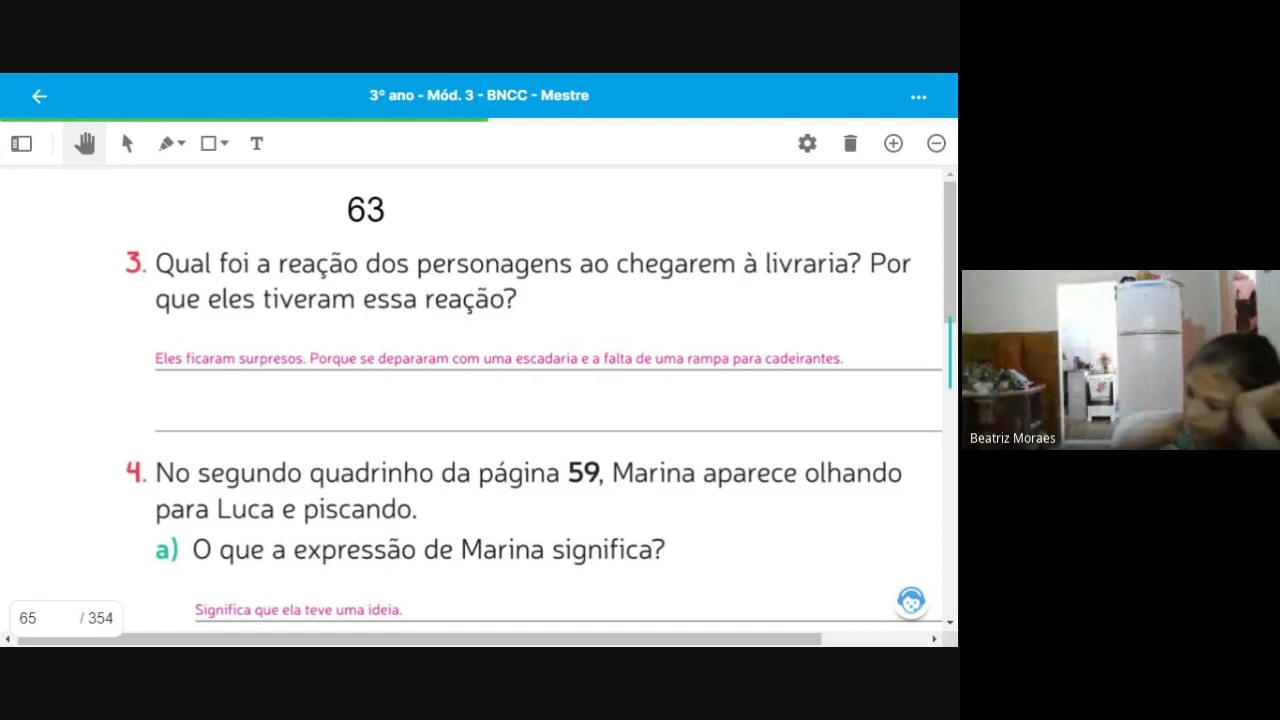 3º ano - Mód. 3 - BNCC - Mestre
T
63
3. Qual foi a reação dos personagens ao chegarem à livraria? Por
que eles tiveram essa reação?
Eles ficaram surpresos. Porque se depararam com uma escadaria e a falta de uma rampa para cadeirantes.
4. No segundo quadrinho da página 59, Marina aparece olhando
para Luca e piscando.
a) O que a expressão de Marina significa?
Significa que ela teve uma ideia.
65 / 354
Beatriz Moraes